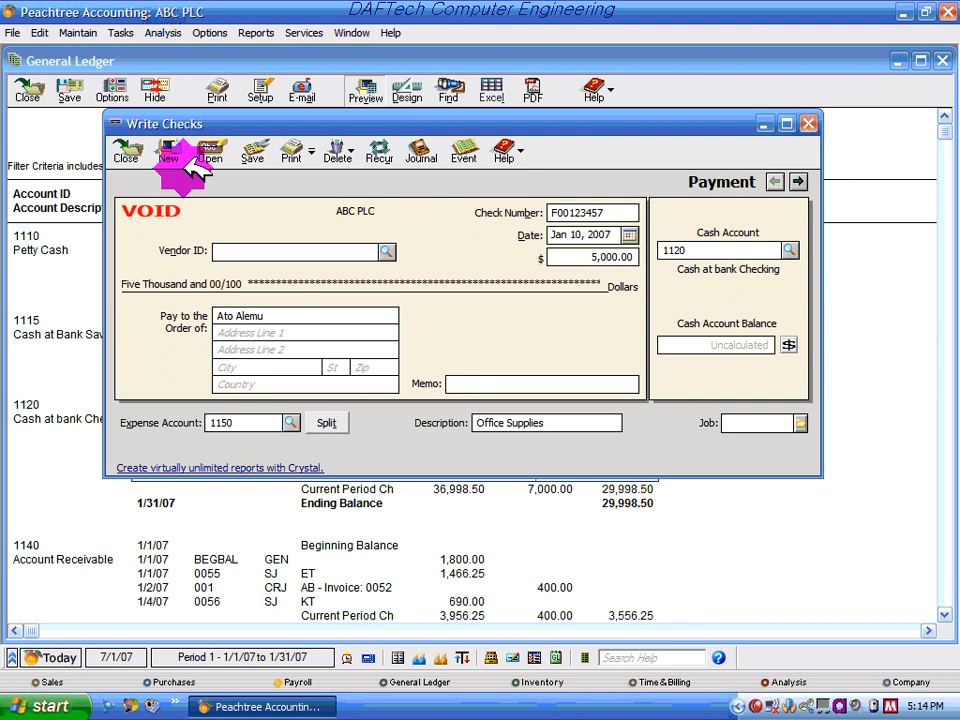 DAFTech Computer Engineering
Peachtree Accounting: ABC PLC
File Edit Maintain Tasks Analysis Options Reports Services Window Help
General Ledger
Close Save Options Hide Print Setup E-mail Preview Design Find Excel PDF Help
Write Checks
Close New Open Save Print Delete Recur Journal Event Help
Filter Criteria includes
Payment
Account ID
Account Descript
VOID
ABC PLC
Check Number: F00123457
Date: Jan 10, 2007
$ 5,000.00
Vendor ID:
Five Thousand and 00/100 ******************************************************************** Dollars
Pay to the Order of: Ato Alemu
Address Line 1
Address Line 2
City St Zip
Country
Memo:
Cash Account
1120
Cash at bank Checking
Cash Account Balance
Uncalculated
Expense Account: 1150 Split Description: Office Supplies Job:
Create virtually unlimited reports with Crystal.
1110
Petty Cash
1115
Cash at Bank Sav
1120
Cash at bank Che
Current Period Ch 36,998.50 7,000.00 29,998.50
1/31/07 Ending Balance 29,998.50
1140 1/1/07 Beginning Balance
Account Receivable 1/1/07 BEGBAL GEN 1,800.00
1/1/07 0055 SJ ET 1,466.25
1/2/07 001 CRJ AB - Invoice: 0052 400.00
1/4/07 0056 SJ KT 690.00
Current Period Ch 3,956.25 400.00 3,556.25
Today 7/1/07 Period 1 - 1/1/07 to 1/31/07 Search Help
Sales Purchases Payroll General Ledger Inventory Time & Billing Analysis Company
start Peachtree Accountin... 5:14 PM